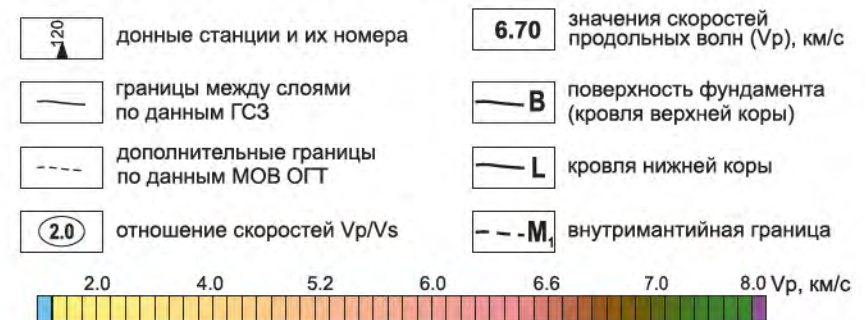 120
донные станции и их номера
границы между слоями
по данным ГСЗ
дополнительные границы
по данным МОВ ОГТ
2.0
отношение скоростей Vp/Vs
6.70
значения скоростей
продольных волн (Vp), км/с
B
поверхность фундамента
(кровля верхней коры)
L
кровля нижней коры
M1
внутримантийная граница
2.0 4.0 5.2 6.0 6.6 7.0 8.0 Vp, км/с